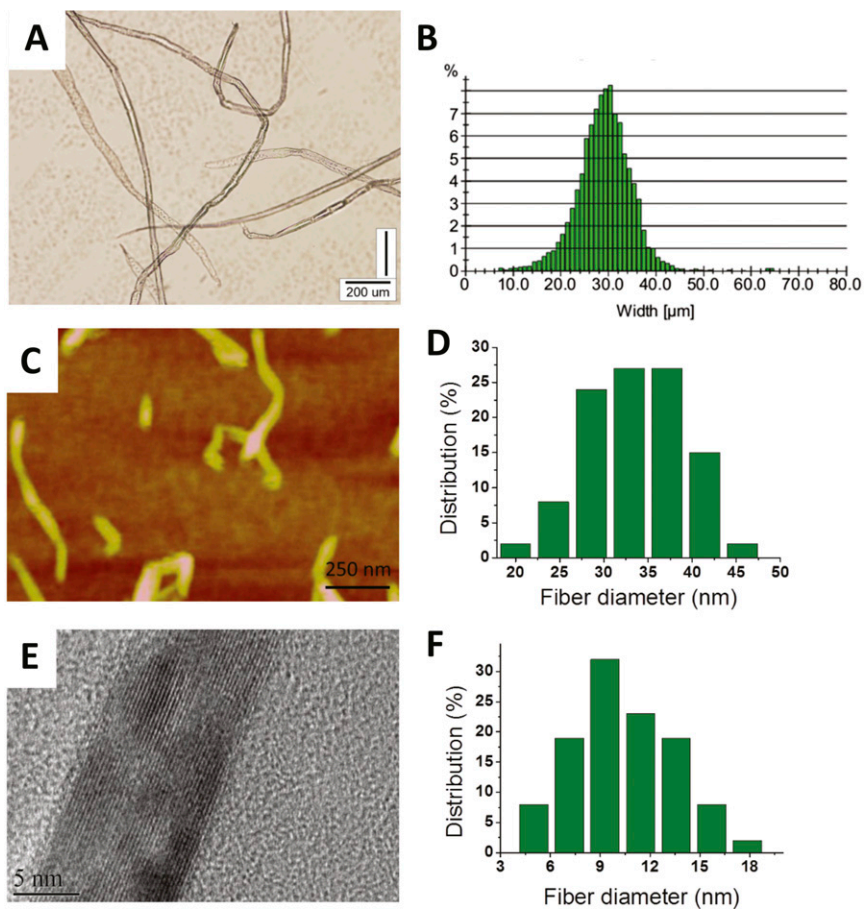 A
200 um
B
%
7
6
5
4
3
2
1
0
0 10.0 20.0 30.0 40.0 50.0 60.0 70.0 80.0
Width [µm]
C
250 nm
D
Distribution (%)
30
25
20
15
10
5
0
20 25 30 35 40 45 50
Fiber diameter (nm)
E
5 nm
F
Distribution (%)
30
25
20
15
10
5
0
3 6 9 12 15 18
Fiber diameter (nm)